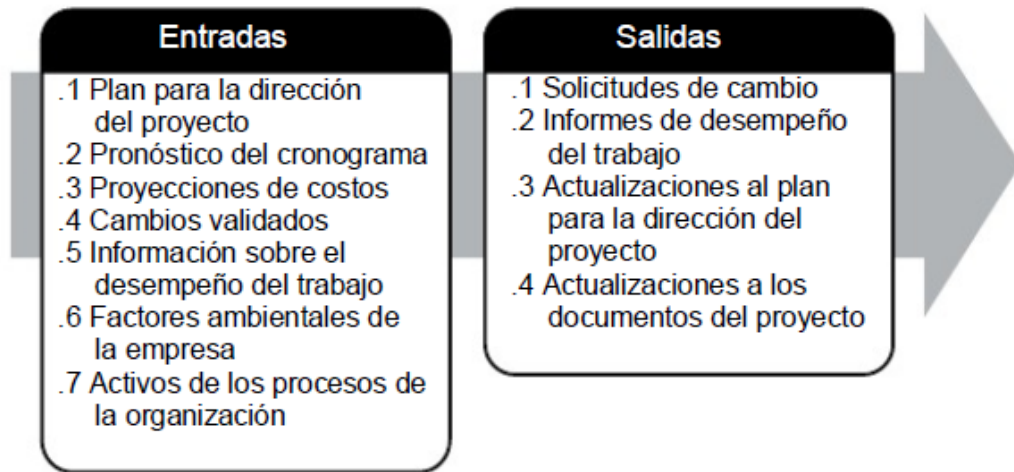 Entradas
.1 Plan para la dirección
del proyecto
.2 Pronóstico del cronograma
.3 Proyecciones de costos
.4 Cambios validados
.5 Información sobre el
desempeño del trabajo
.6 Factores ambientales de
la empresa
.7 Activos de los procesos de
la organización
Salidas
.1 Solicitudes de cambio
.2 Informes de desempeño
del trabajo
.3 Actualizaciones al plan
para la dirección del
proyecto
.4 Actualizaciones a los
documentos del proyecto